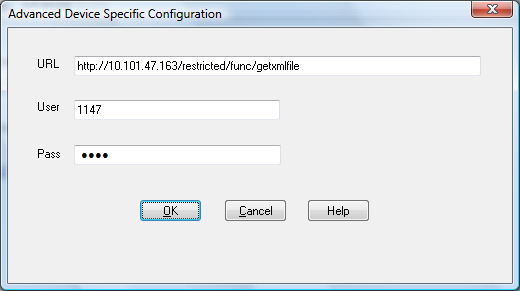 Advanced Device Specific Configuration
URL http://10.101.47.163/restricted/func/getxmlfile
User 1147
Pass ●●●●
OK Cancel Help